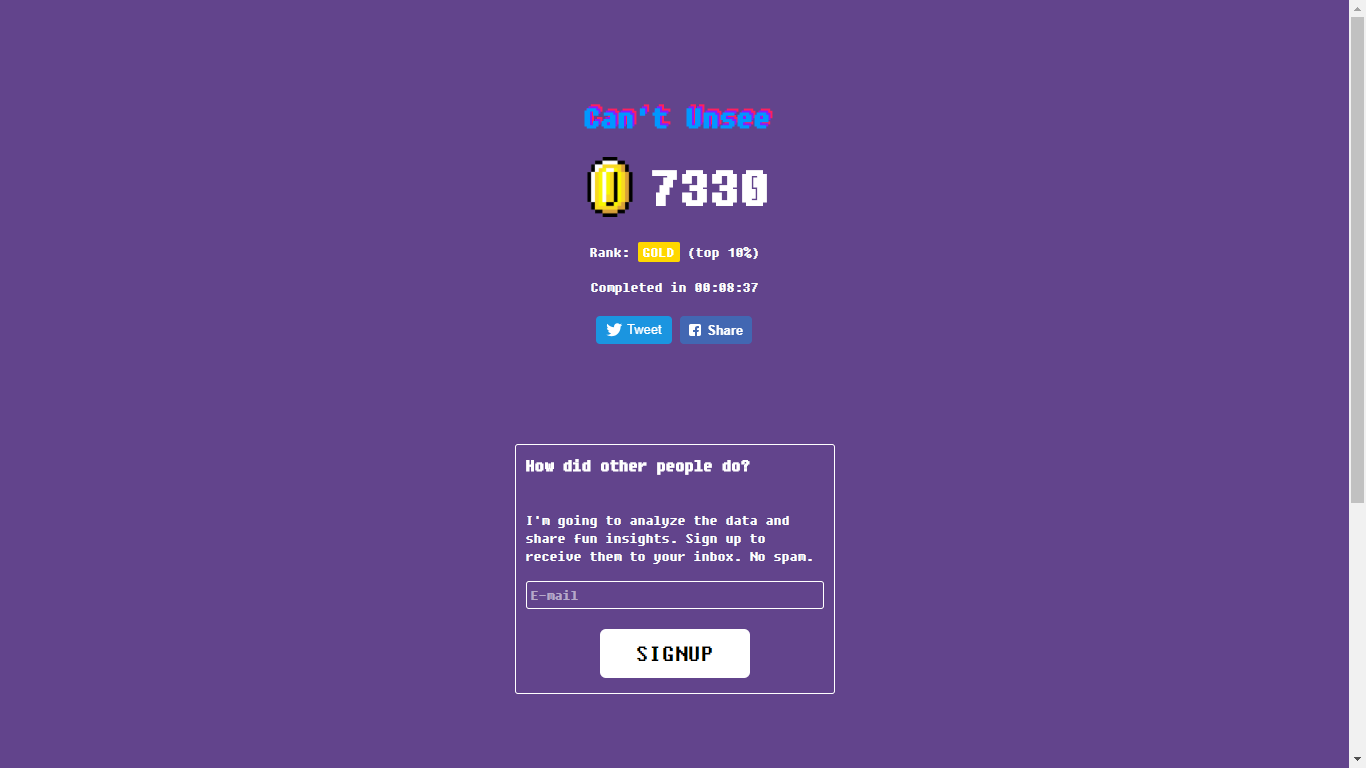 Can't Unsee
7330
Rank: GOLD (top 10%)
Completed in 00:08:37
Tweet Share
How did other people do?
I'm going to analyze the data and
share fun insights. Sign up to
receive them to your inbox. No spam.
E-mail
SIGNUP